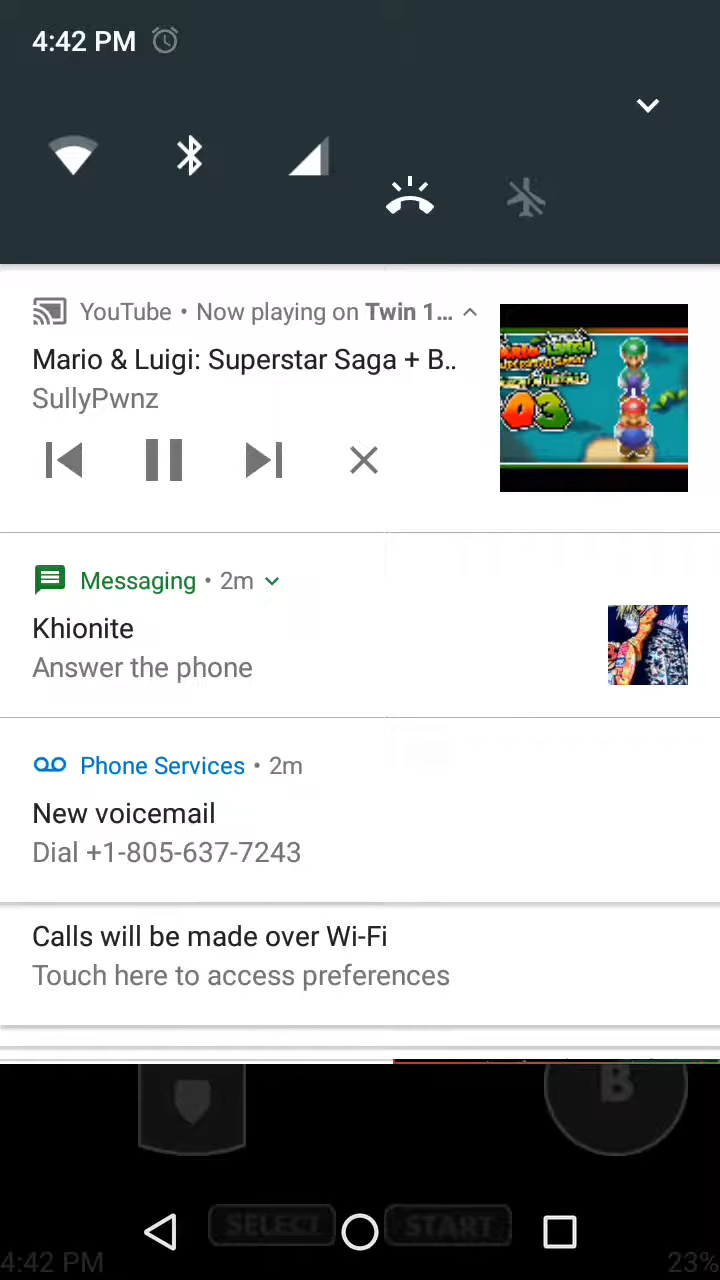 4:42 PM
YouTube • Now playing on Twin 1...
Mario & Luigi: Superstar Saga + B..
SullyPwnz
03
Messaging • 2m
Khionite
Answer the phone
Phone Services • 2m
New voicemail
Dial +1-805-637-7243
Calls will be made over Wi-Fi
Touch here to access preferences
B
SELECT START
4:42 PM 23%